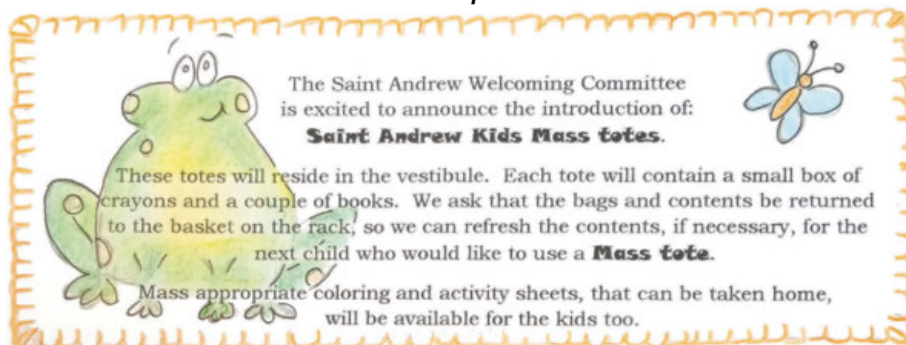 The Saint Andrew Welcoming Committee
is excited to announce the introduction of:
Saint Andrew Kids Mass totes.
These totes will reside in the vestibule. Each tote will contain a small box of
crayons and a couple of books. We ask that the bags and contents be returned
to the basket on the rack, so we can refresh the contents, if necessary, for the
next child who would like to use a Mass tote.
Mass appropriate coloring and activity sheets, that can be taken home,
will be available for the kids too.